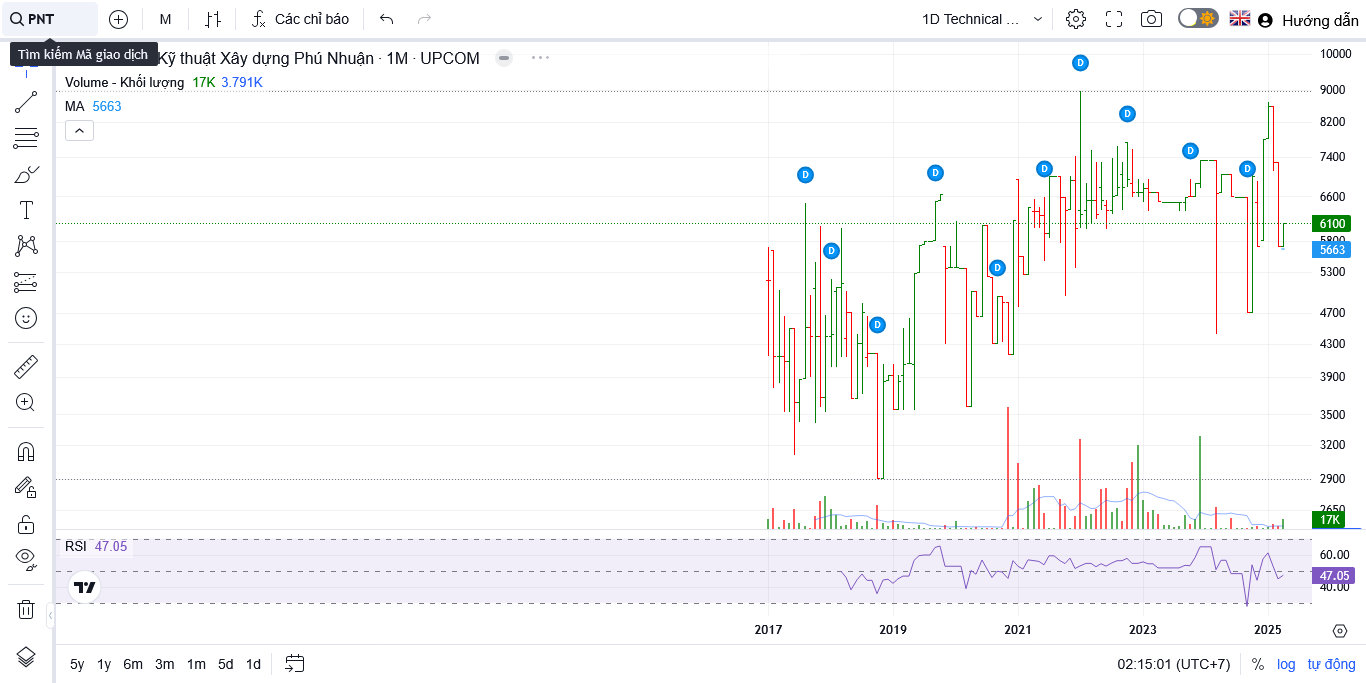 PNT
M
Các chỉ báo
1D Technical ...
Hướng dẫn
Tìm kiếm Mã giao dịch
Kỹ thuật Xây dựng Phú Nhuận · 1M · UPCOM
Volume - Khối lượng 17K 3.791K
MA 5663
D
D
D
D
D
D
D
D
D
D
10000
9000
8200
7400
6600
6100
5800
5663
5300
4700
4300
3900
3500
3200
2900
2650
17K
RSI 47.05
60.00
47.05
40.00
2017
2019
2021
2023
2025
5y 1y 6m 3m 1m 5d 1d
02:15:01 (UTC+7)
% log tự động